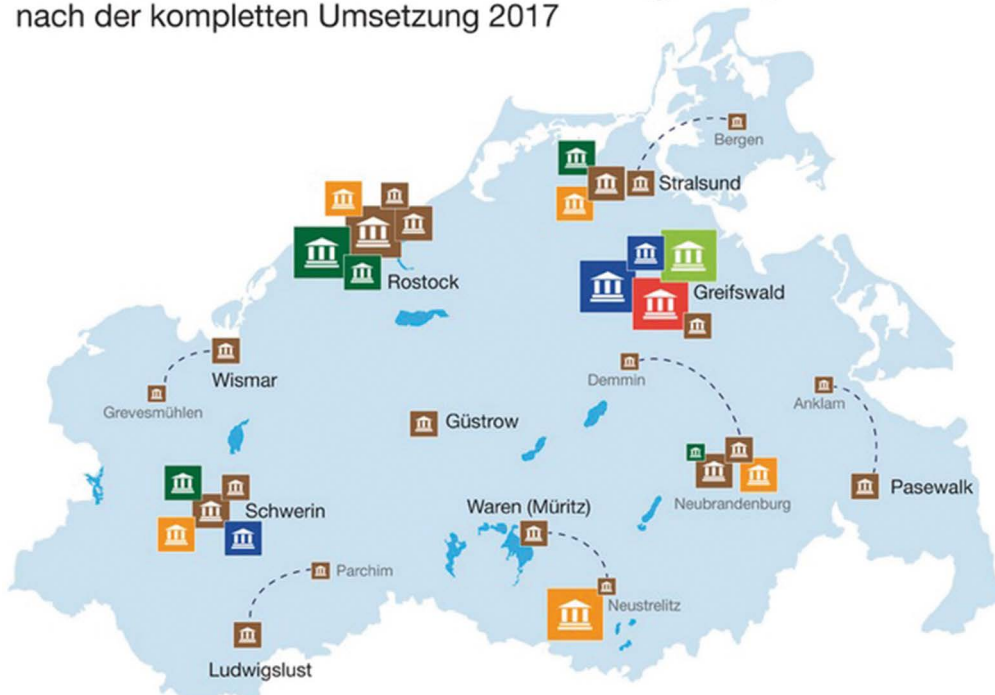 nach der kompletten Umsetzung 2017
Bergen
Stralsund
Rostock
Greifswald
Wismar
Demmin
Anklam
Grevesmühlen
Güstrow
Pasewalk
Neubrandenburg
Waren (Müritz)
Schwerin
Parchim
Neustrelitz
Ludwigslust